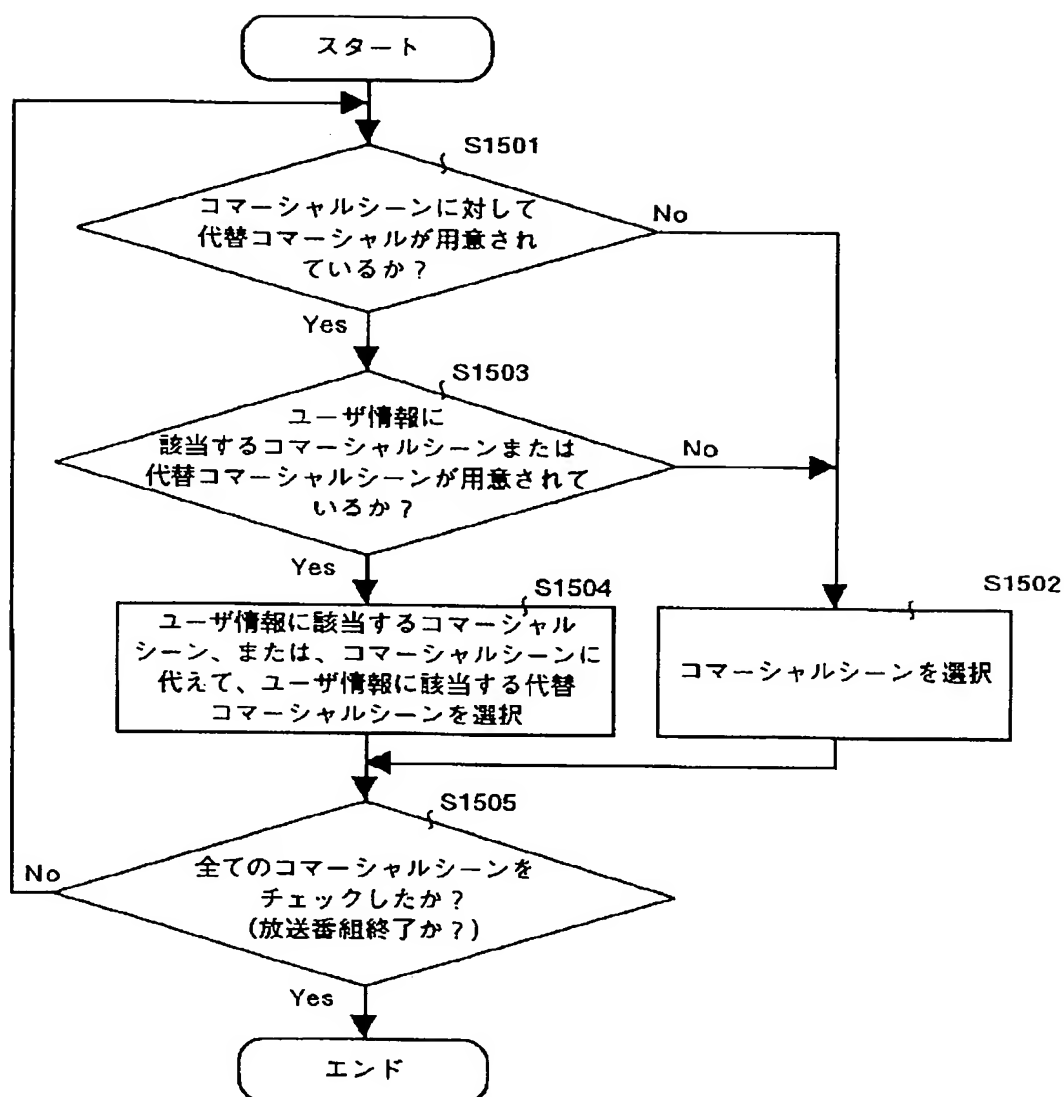 スタート
S1501
コマーシャルシーンに対して
代替コマーシャルが用意され
ているか?
No
Yes
S1503
ユーザ情報に
該当するコマーシャルシーンまたは
代替コマーシャルシーンが用意されて
いるか?
No
Yes
S1504
ユーザ情報に該当するコマーシャル
シーン、または、コマーシャルシーンに
代えて、ユーザ情報に該当する代替
コマーシャルシーンを選択
S1502
コマーシャルシーンを選択
S1505
全てのコマーシャルシーンを
チェックしたか?
(放送番組終了か?)
No
Yes
エンド